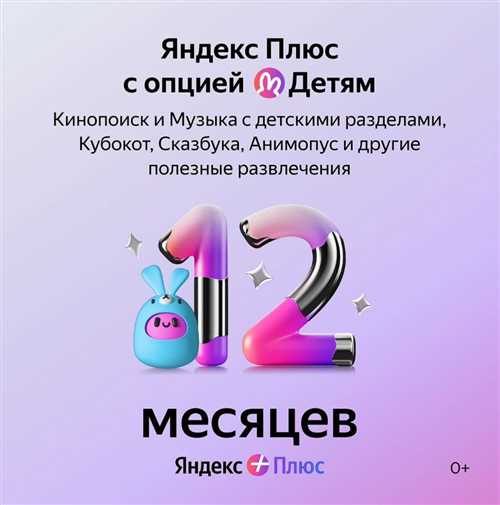 Яндекс Плюс
с опцией Детям
Кинопоиск и Музыка с детскими разделами,
Кубокот, Сказбука, Анимопус и другие
полезные развлечения
12
месяцев
Яндекс Плюс
0+